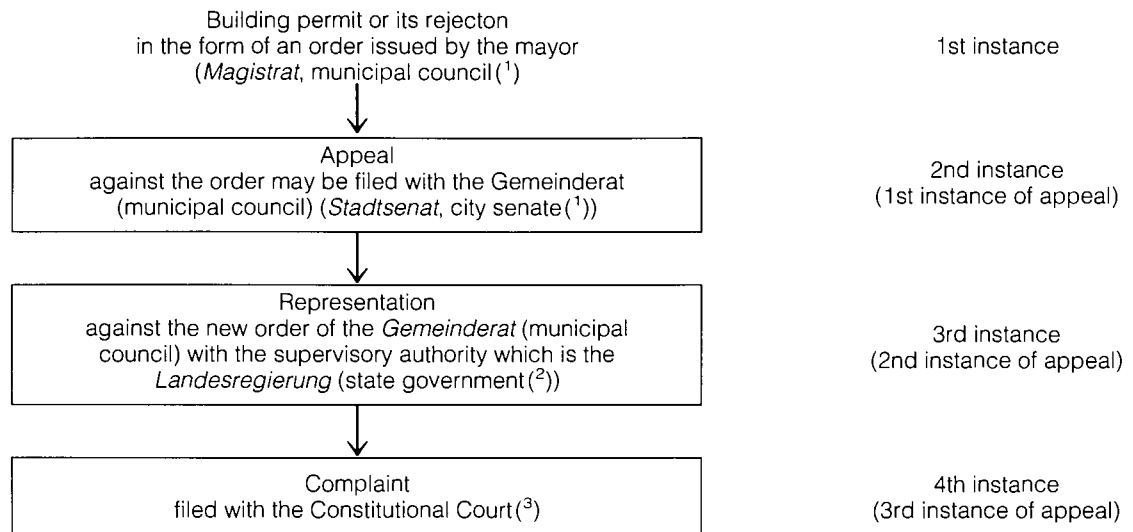 Building permit or its rejecton
in the form of an order issued by the mayor
(Magistrat, municipal council(¹)
1st instance
Appeal
against the order may be filed with the Gemeinderat
(municipal council) (Stadtsenat, city senate(¹))
2nd instance
(1st instance of appeal)
Representation
against the new order of the Gemeinderat (municipal
council) with the supervisory authority which is the
Landesregierung (state government(²))
3rd instance
(2nd instance of appeal)
Complaint
filed with the Constitutional Court(³)
4th instance
(3rd instance of appeal)